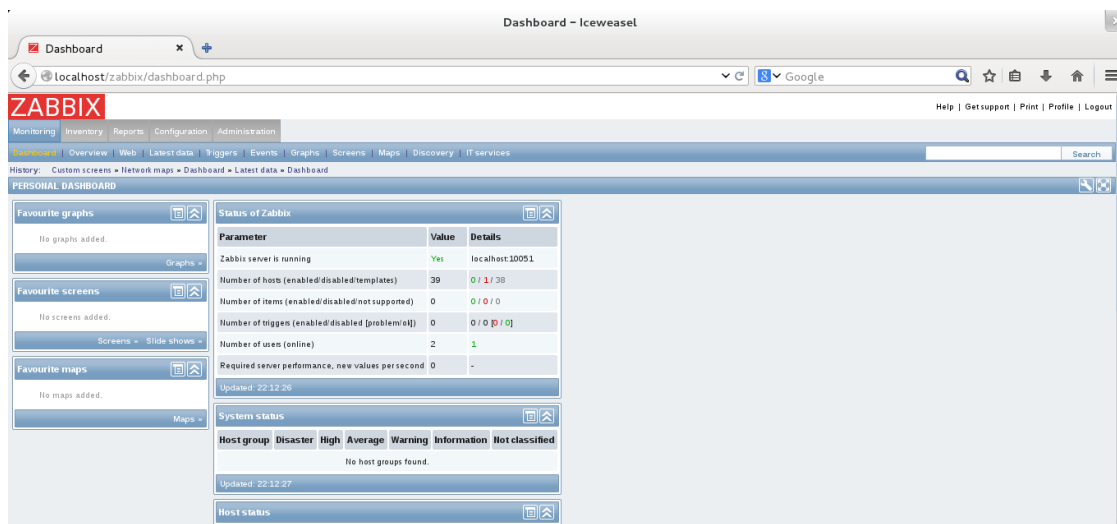 Dashboard - Iceweasel
Dashboard
localhost/zabbix/dashboard.php
Google
ZABBIX
Help | Get support | Print | Profile | Logout
Monitoring Inventory Reports Configuration Administration
Dashboard | Overview | Web | Latest data | Triggers | Events | Graphs | Screens | Maps | Discovery | IT services
Search
History: Custom screens » Network maps » Dashboard » Latest data » Dashboard
PERSONAL DASHBOARD
Favourite graphs
No graphs added.
Graphs »
Favourite screens
No screens added.
Screens » Slide shows »
Favourite maps
No maps added.
Maps »
Status of Zabbix
Parameter Value Details
Zabbix server is running Yes localhost:10051
Number of hosts (enabled/disabled/templates) 39 0 / 1 / 38
Number of items (enabled/disabled/not supported) 0 0 / 0 / 0
Number of triggers (enabled/disabled [problem/ok]) 0 0 / 0 [0 / 0]
Number of users (online) 2 1
Required server performance, new values per second 0 -
Updated: 22:12:26
System status
Host group Disaster High Average Warning Information Not classified
No host groups found.
Updated: 22:12:27
Host status